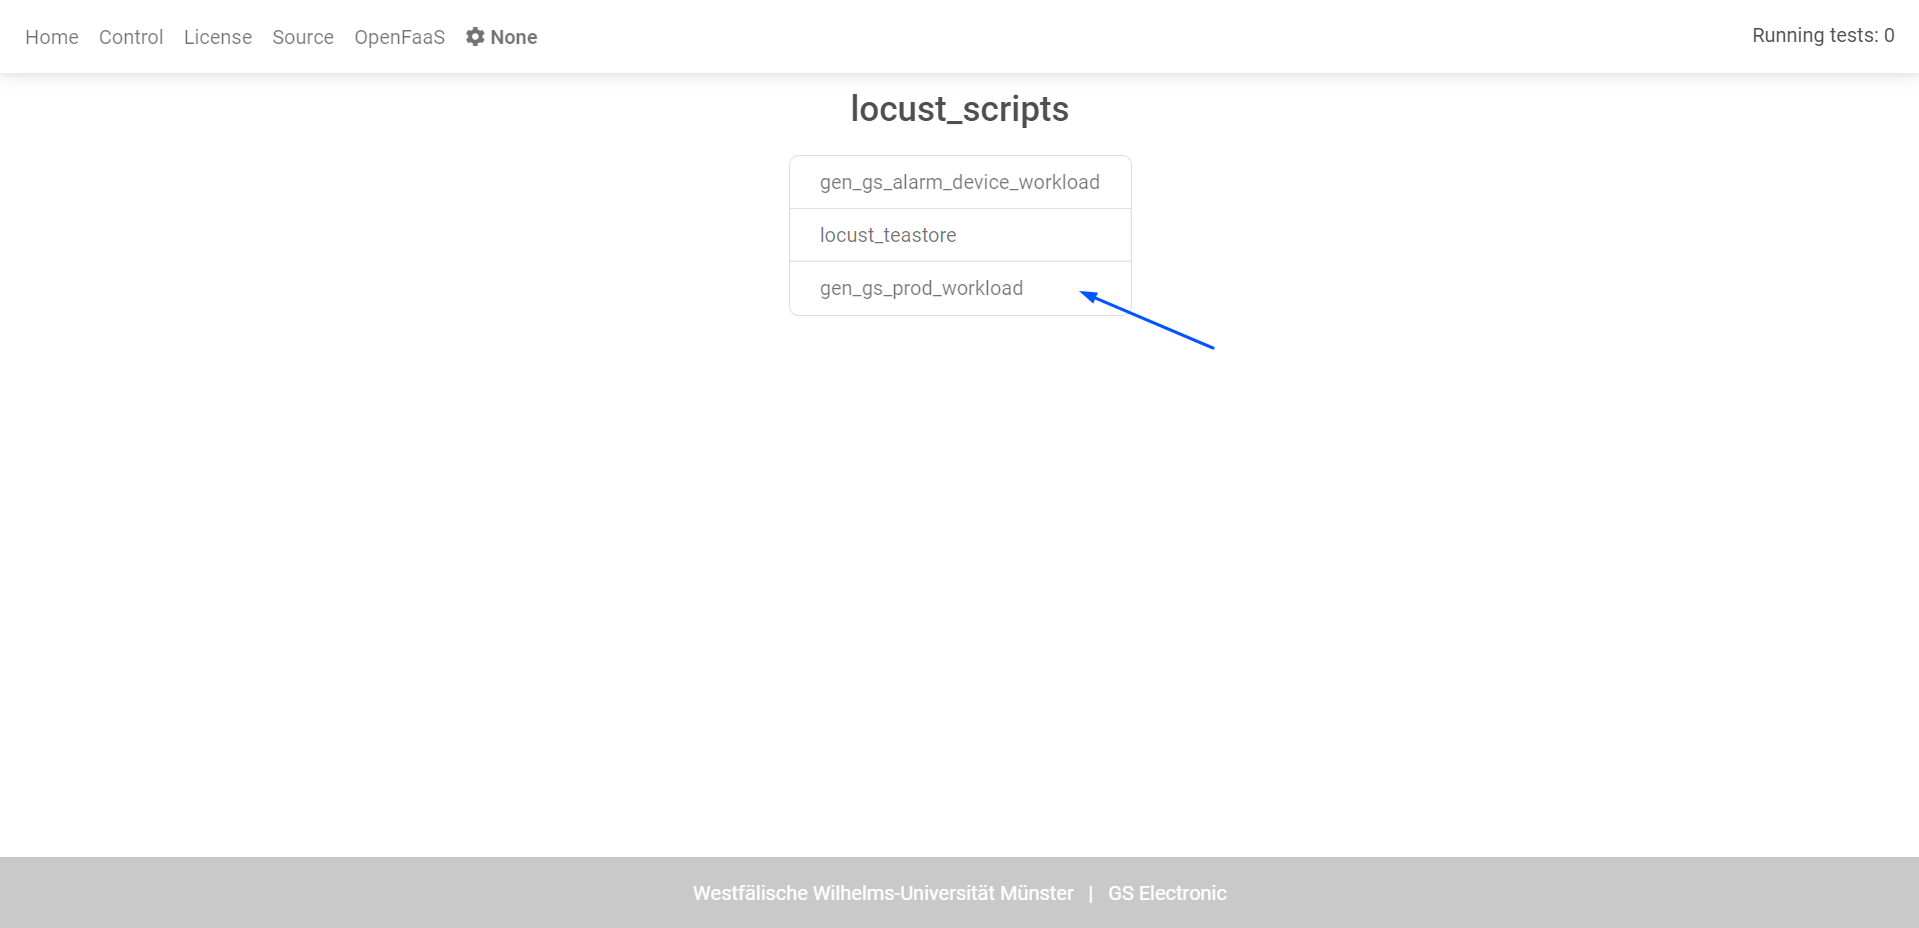 Home Control License Source OpenFaaS None Running tests: 0
locust_scripts
gen_gs_alarm_device_workload
locust_teastore
gen_gs_prod_workload
Westfälische Wilhelms-Universität Münster | GS Electronic